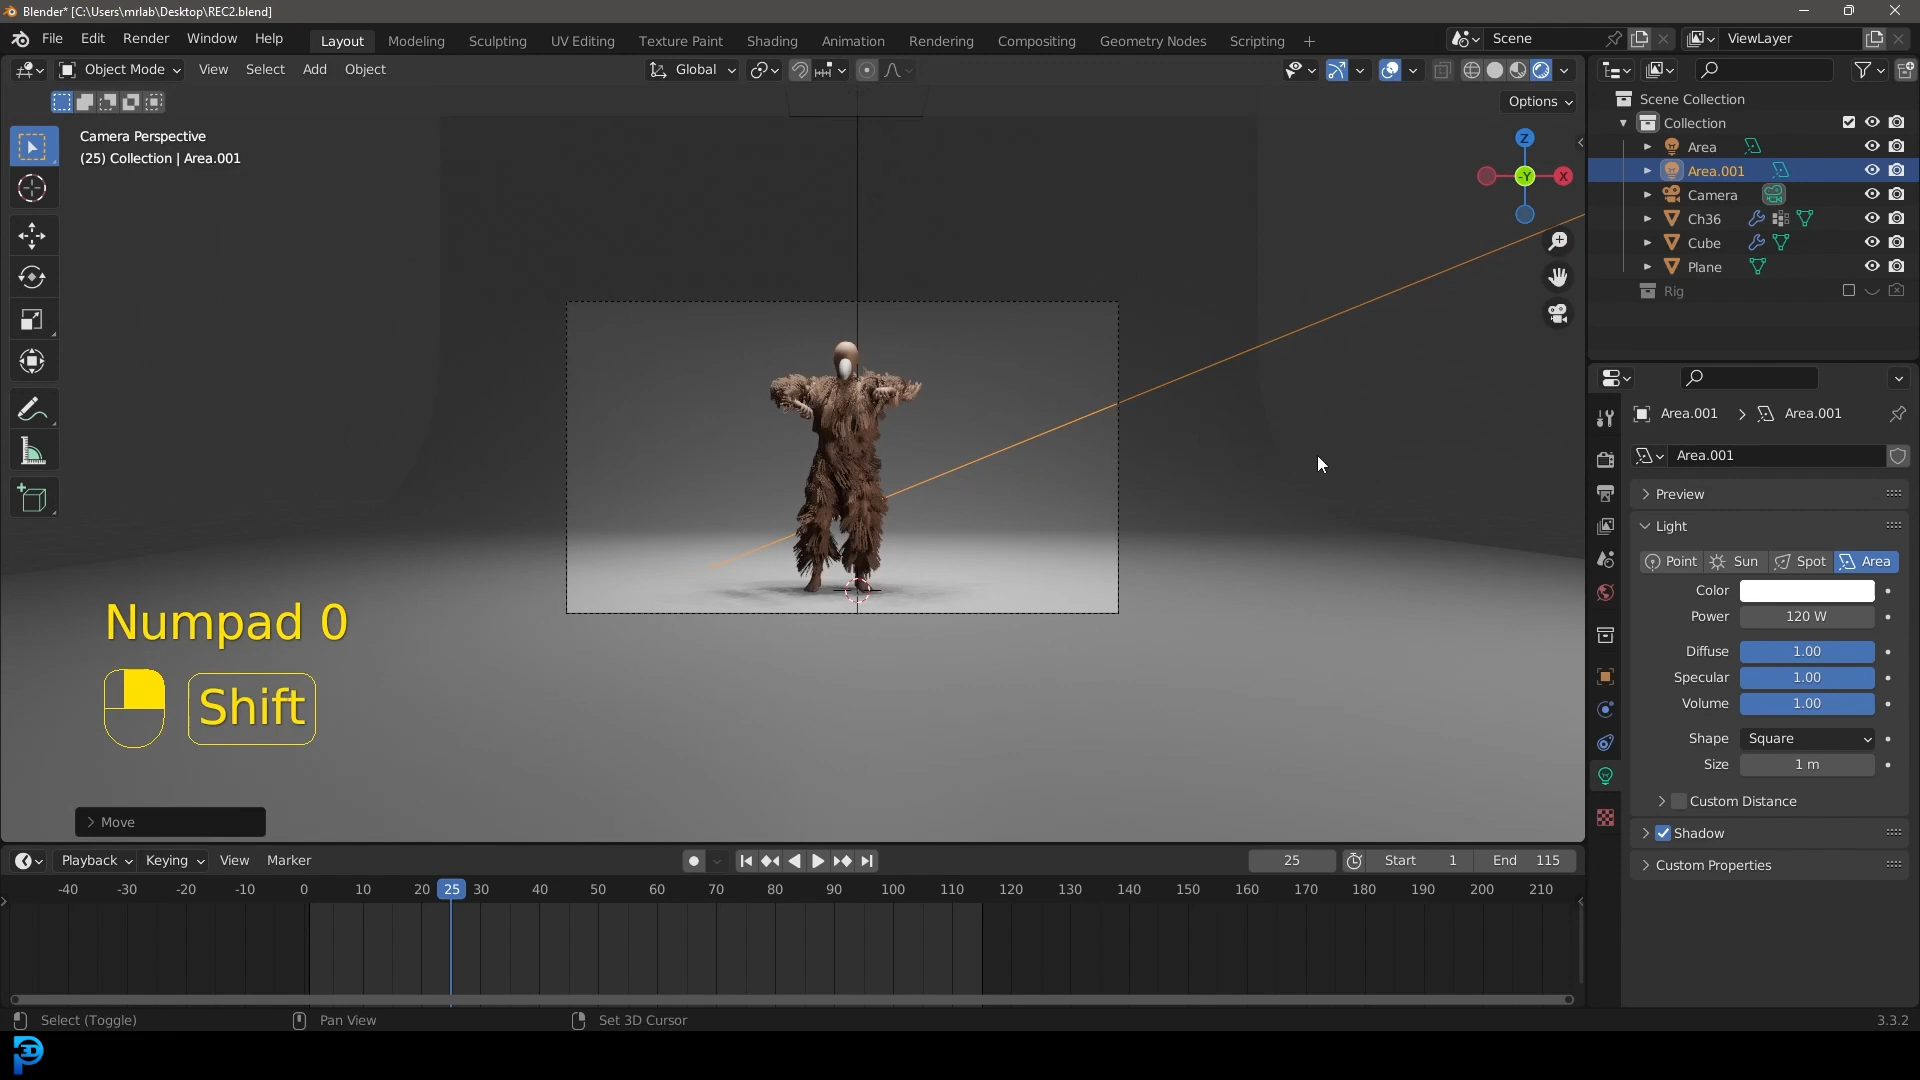 Blender* [C:\Users\mrlab\Desktop\REC2.blend]
File Edit Render Window Help
Layout Modeling Sculpting UV Editing Texture Paint Shading Animation Rendering Compositing Geometry Nodes Scripting +
Scene
ViewLayer
Object Mode View Select Add Object
Global
Options
Camera Perspective
(25) Collection | Area.001
Z
-Y
X
Scene Collection
Collection
Area
Area.001
Camera
Ch36
Cube
Plane
Rig
Area.001 > Area.001
Area.001
Preview
Light
Point Sun Spot Area
Color
Power 120 W
Diffuse 1.00
Specular 1.00
Volume 1.00
Shape Square
Size 1 m
Custom Distance
Shadow
Custom Properties
Numpad 0
Shift
Move
Playback Keying View Marker
25 Start 1 End 115
-40 -30 -20 -10 0 10 20 25 30 40 50 60 70 80 90 100 110 120 130 140 150 160 170 180 190 200 210
Select (Toggle) Pan View Set 3D Cursor
3.3.2
3D